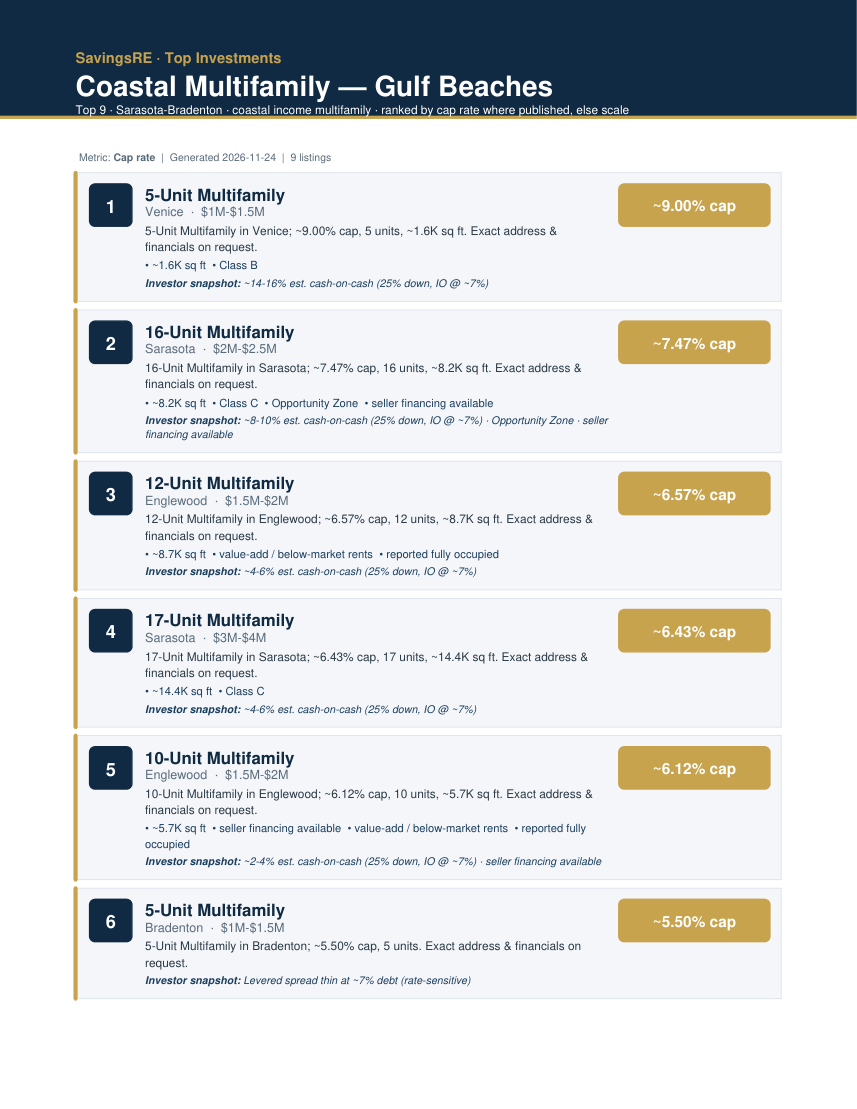 SavingsRE · Top Investments
Coastal Multifamily — Gulf Beaches
Top 9 · Sarasota-Bradenton · coastal income multifamily · ranked by cap rate where published, else scale
Metric: Cap rate | Generated 2026-11-24 | 9 listings
1
5-Unit Multifamily
~9.00% cap
Venice · $1M-$1.5M
5-Unit Multifamily in Venice; ~9.00% cap, 5 units, ~1.6K sq ft. Exact address &
financials on request.
• ~1.6K sq ft • Class B
Investor snapshot: ~14-16% est. cash-on-cash (25% down, IO @ ~7%)
2
16-Unit Multifamily
~7.47% cap
Sarasota · $2M-$2.5M
16-Unit Multifamily in Sarasota; ~7.47% cap, 16 units, ~8.2K sq ft. Exact address &
financials on request.
• ~8.2K sq ft • Class C • Opportunity Zone • seller financing available
Investor snapshot: ~8-10% est. cash-on-cash (25% down, IO @ ~7%) · Opportunity Zone · seller
financing available
3
12-Unit Multifamily
~6.57% cap
Englewood · $1.5M-$2M
12-Unit Multifamily in Englewood; ~6.57% cap, 12 units, ~8.7K sq ft. Exact address &
financials on request.
• ~8.7K sq ft • value-add / below-market rents • reported fully occupied
Investor snapshot: ~4-6% est. cash-on-cash (25% down, IO @ ~7%)
4
17-Unit Multifamily
~6.43% cap
Sarasota · $3M-$4M
17-Unit Multifamily in Sarasota; ~6.43% cap, 17 units, ~14.4K sq ft. Exact address &
financials on request.
• ~14.4K sq ft • Class C
Investor snapshot: ~4-6% est. cash-on-cash (25% down, IO @ ~7%)
5
10-Unit Multifamily
~6.12% cap
Englewood · $1.5M-$2M
10-Unit Multifamily in Englewood; ~6.12% cap, 10 units, ~5.7K sq ft. Exact address &
financials on request.
• ~5.7K sq ft • seller financing available • value-add / below-market rents • reported fully
occupied
Investor snapshot: ~2-4% est. cash-on-cash (25% down, IO @ ~7%) · seller financing available
6
5-Unit Multifamily
~5.50% cap
Bradenton · $1M-$1.5M
5-Unit Multifamily in Bradenton; ~5.50% cap, 5 units. Exact address & financials on
request.
Investor snapshot: Levered spread thin at ~7% debt (rate-sensitive)